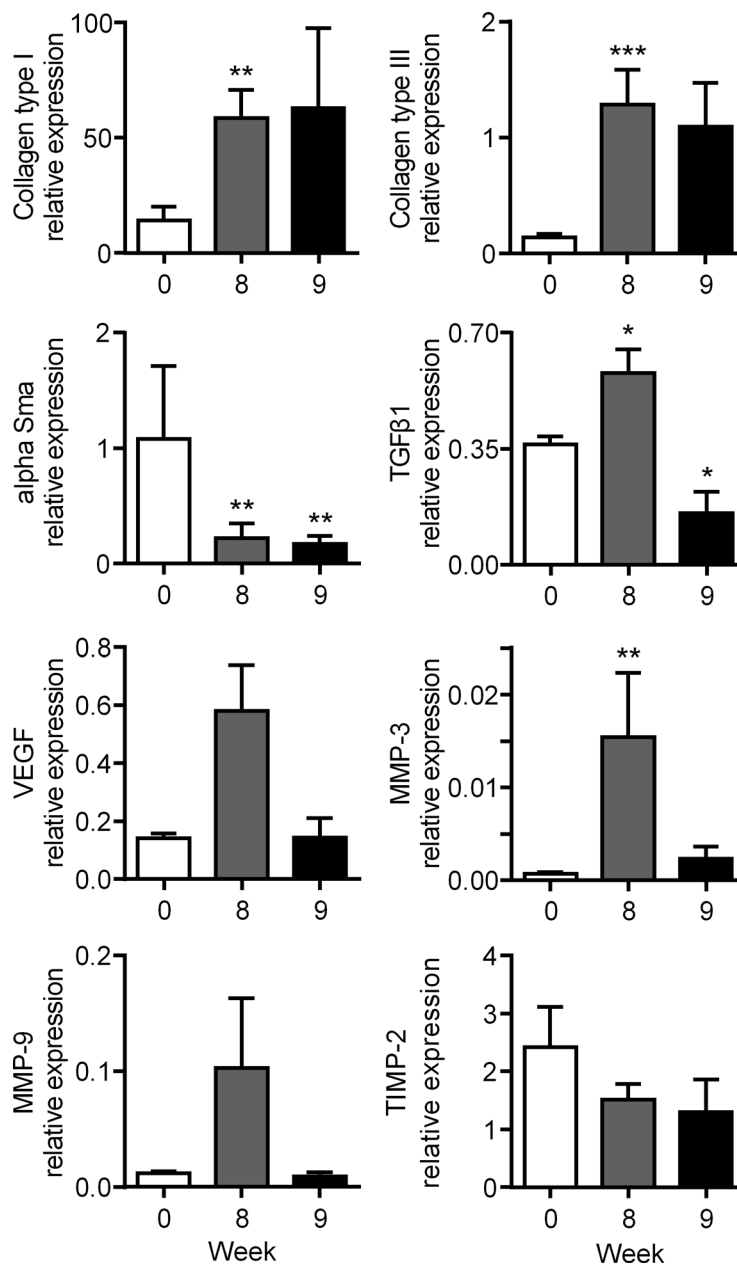 Collagen type I
relative expression
100
50
0
**
0 8 9
Collagen type III
relative expression
2
1
0
***
0 8 9
alpha Sma
relative expression
2
1
0
** **
0 8 9
TGFβ1
relative expression
0.70
0.35
0.00
*
*
0 8 9
VEGF
relative expression
0.8
0.6
0.4
0.2
0.0
0 8 9
MMP-3
relative expression
0.02
0.01
0.00
**
0 8 9
MMP-9
relative expression
0.2
0.1
0.0
0 8 9
Week
TIMP-2
relative expression
4
3
2
1
0
0 8 9
Week